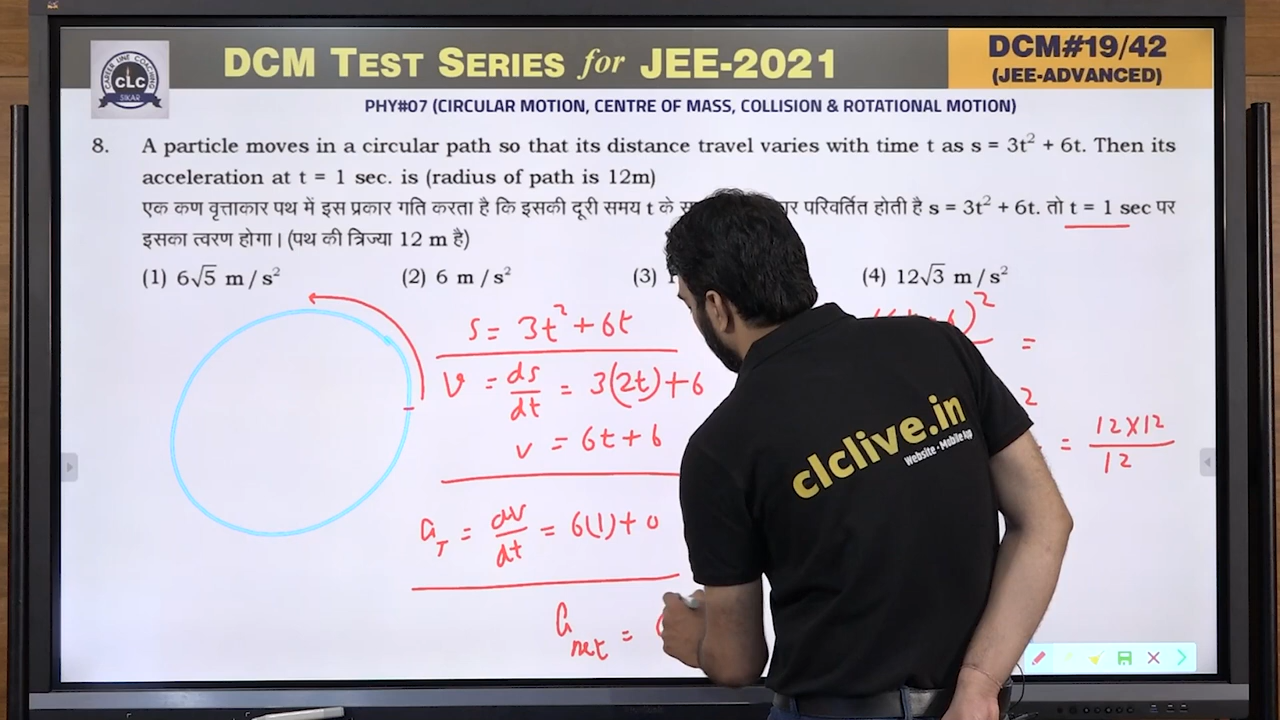 DCM TEST SERIES for JEE-2021
DCM#19/42
(JEE-ADVANCED)
CAREER LINE COACHING
CLC
SIKAR
PHY#07 (CIRCULAR MOTION, CENTRE OF MASS, COLLISION & ROTATIONAL MOTION)
8. A particle moves in a circular path so that its distance travel varies with time t as s = 3t² + 6t. Then its
acceleration at t = 1 sec. is (radius of path is 12m)
एक कण वृत्ताकार पथ में इस प्रकार गति करता है कि इसकी दूरी समय t के परिवर्तित होती है s = 3t² + 6t. तो t = 1 sec पर
इसका त्वरण होगा। (पथ की त्रिज्या 12 m है)
(1) 6√5 m/s² (2) 6 m/s² (3) (4) 12√3 m/s²
s = 3t² + 6t
v = ds/dt = 3(2t) + 6
v = 6t + 6
a_T = dv/dt = 6(1) + 0
a_net =
)² =
2
= 12×12/12
clclive.in
Website - Mobile App